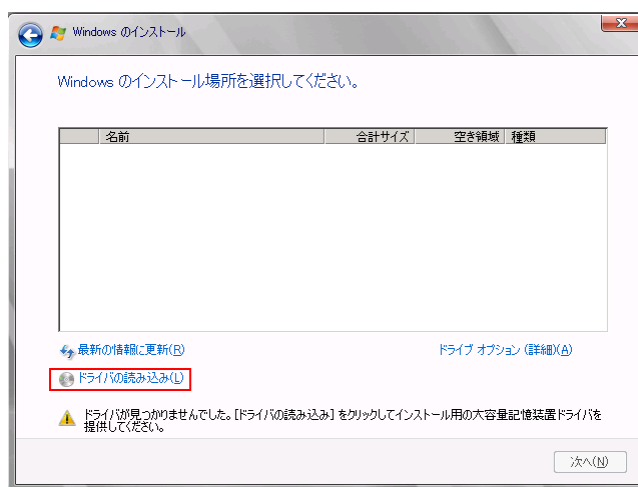 Windows のインストール
Windows のインストール場所を選択してください。
名前 合計サイズ 空き領域 種類
最新の情報に更新(R) ドライブ オプション (詳細)(A)
ドライバの読み込み(L)
ドライバが見つかりませんでした。[ドライバの読み込み] をクリックしてインストール用の大容量記憶装置ドライバを
提供してください。
次へ(N)